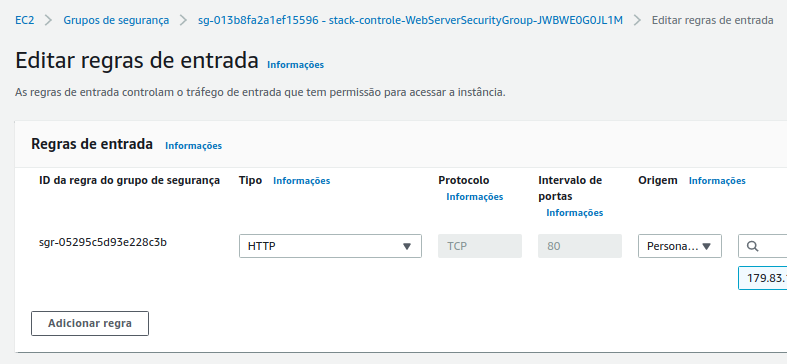 EC2 > Grupos de segurança > sg-013b8fa2a1ef15596 - stack-controle-WebServerSecurityGroup-JWBWE0G0JL1M > Editar regras de entrada
Editar regras de entrada Informações
As regras de entrada controlam o tráfego de entrada que tem permissão para acessar a instância.
Regras de entrada Informações
ID da regra do grupo de segurança Tipo Informações Protocolo Informações Intervalo de portas Informações Origem Informações
sgr-05295c5d93e228c3b HTTP TCP 80 Persona...
179.83.
Adicionar regra